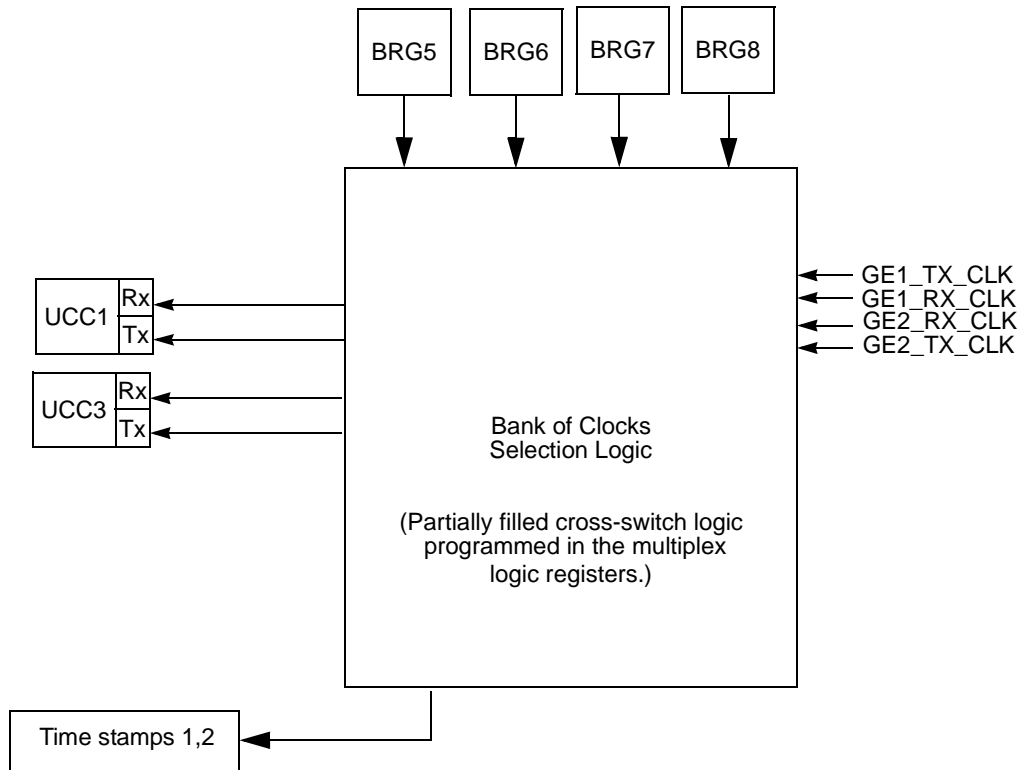 BRG5
BRG6
BRG7
BRG8
GE1_TX_CLK
GE1_RX_CLK
GE2_RX_CLK
GE2_TX_CLK
UCC1
Rx
Tx
UCC3
Rx
Tx
Bank of Clocks
Selection Logic
(Partially filled cross-switch logic
programmed in the multiplex
logic registers.)
Time stamps 1,2